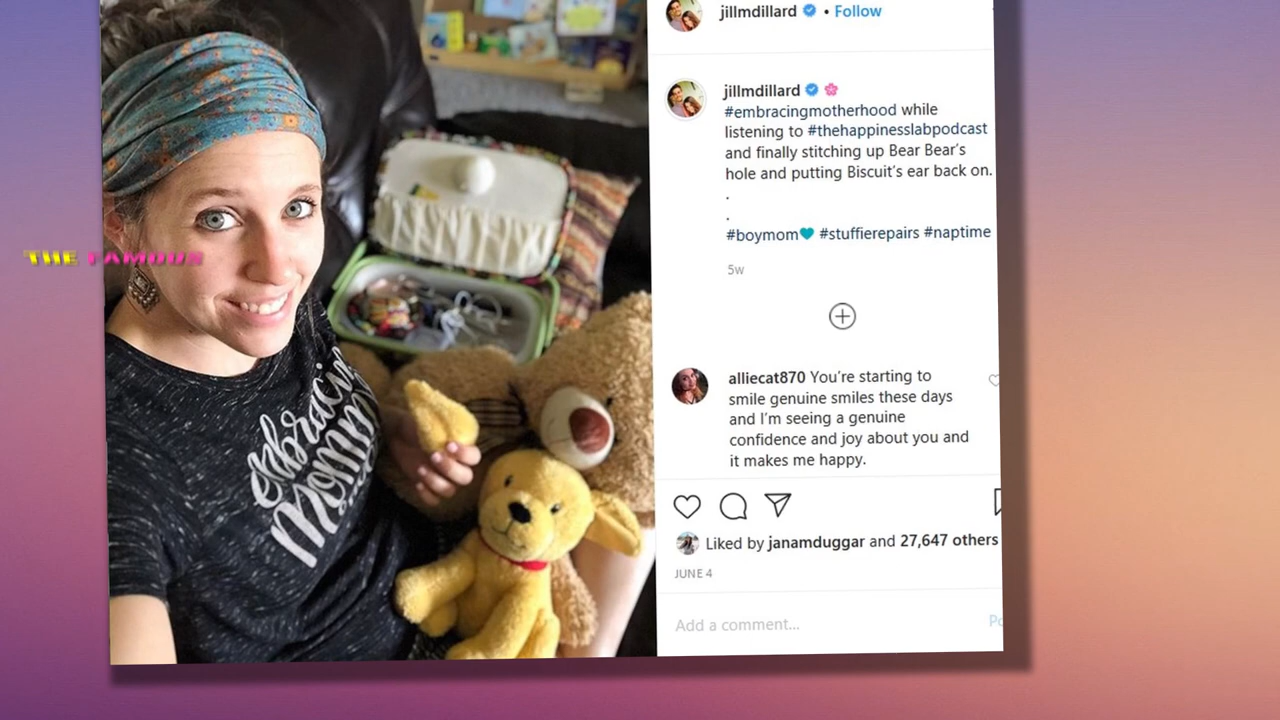 jillmdillard • Follow
jillmdillard
#embracingmotherhood while
listening to #thehappinesslabpodcast
and finally stitching up Bear Bear's
hole and putting Biscuit's ear back on.
.
.
#boymom #stuffierepairs #naptime
5w
alliecat870 You're starting to
smile genuine smiles these days
and I'm seeing a genuine
confidence and joy about you and
it makes me happy.
Liked by janamduggar and 27,647 others
JUNE 4
Add a comment...
THE FAMOUS
embracing